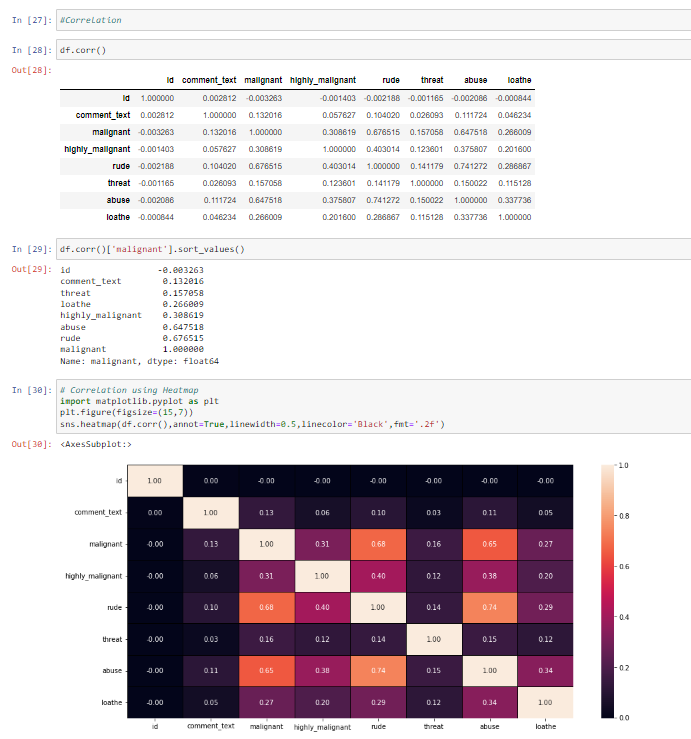 In [27]: #Correlation
In [28]: df.corr()
Out[28]:
id comment_text malignant highly_malignant rude threat abuse loathe
id 1.000000 0.002812 -0.003263 -0.001403 -0.002188 -0.001165 -0.002086 -0.000844
comment_text 0.002812 1.000000 0.132016 0.057627 0.104020 0.026093 0.111724 0.046234
malignant -0.003263 0.132016 1.000000 0.308619 0.676515 0.157058 0.647518 0.266009
highly_malignant -0.001403 0.057627 0.308619 1.000000 0.403014 0.123601 0.375807 0.201600
rude -0.002188 0.104020 0.676515 0.403014 1.000000 0.141179 0.741272 0.286867
threat -0.001165 0.026093 0.157058 0.123601 0.141179 1.000000 0.150022 0.115128
abuse -0.002086 0.111724 0.647518 0.375807 0.741272 0.150022 1.000000 0.337736
loathe -0.000844 0.046234 0.266009 0.201600 0.286867 0.115128 0.337736 1.000000
In [29]: df.corr()['malignant'].sort_values()
Out[29]: id -0.003263
comment_text 0.132016
threat 0.157058
loathe 0.266009
highly_malignant 0.308619
abuse 0.647518
rude 0.676515
malignant 1.000000
Name: malignant, dtype: float64
In [30]: # Correlation using Heatmap
import matplotlib.pyplot as plt
plt.figure(figsize=(15,7))
sns.heatmap(df.corr(),annot=True,linewidth=0.5,linecolor='Black',fmt='.2f')
Out[30]: <AxesSubplot:>
id 1.00 0.00 -0.00 -0.00 -0.00 -0.00 -0.00 -0.00
comment_text 0.00 1.00 0.13 0.06 0.10 0.03 0.11 0.05
malignant -0.00 0.13 1.00 0.31 0.68 0.16 0.65 0.27
highly_malignant -0.00 0.06 0.31 1.00 0.40 0.12 0.38 0.20
rude -0.00 0.10 0.68 0.40 1.00 0.14 0.74 0.29
threat -0.00 0.03 0.16 0.12 0.14 1.00 0.15 0.12
abuse -0.00 0.11 0.65 0.38 0.74 0.15 1.00 0.34
loathe -0.00 0.05 0.27 0.20 0.29 0.12 0.34 1.00
id comment_text malignant highly_malignant rude threat abuse loathe
1.0
0.8
0.6
0.4
0.2
0.0